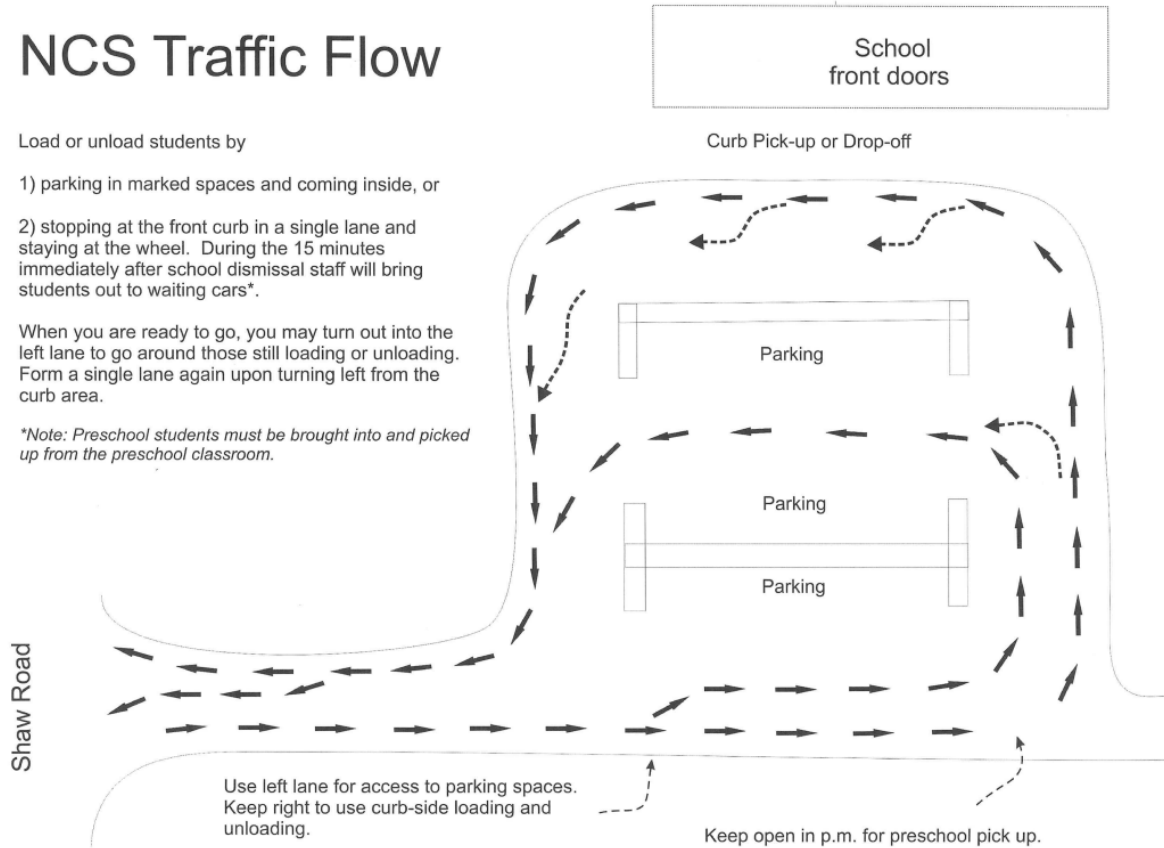 NCS Traffic Flow
School
front doors
Load or unload students by
Curb Pick-up or Drop-off
1) parking in marked spaces and coming inside, or
2) stopping at the front curb in a single lane and
staying at the wheel.  During the 15 minutes
immediately after school dismissal staff will bring
students out to waiting cars*.
When you are ready to go, you may turn out into the
left lane to go around those still loading or unloading.
Form a single lane again upon turning left from the
curb area.
*Note: Preschool students must be brought into and picked
up from the preschool classroom.
Parking
Parking
Parking
Shaw Road
Use left lane for access to parking spaces.
Keep right to use curb-side loading and
unloading.
Keep open in p.m. for preschool pick up.